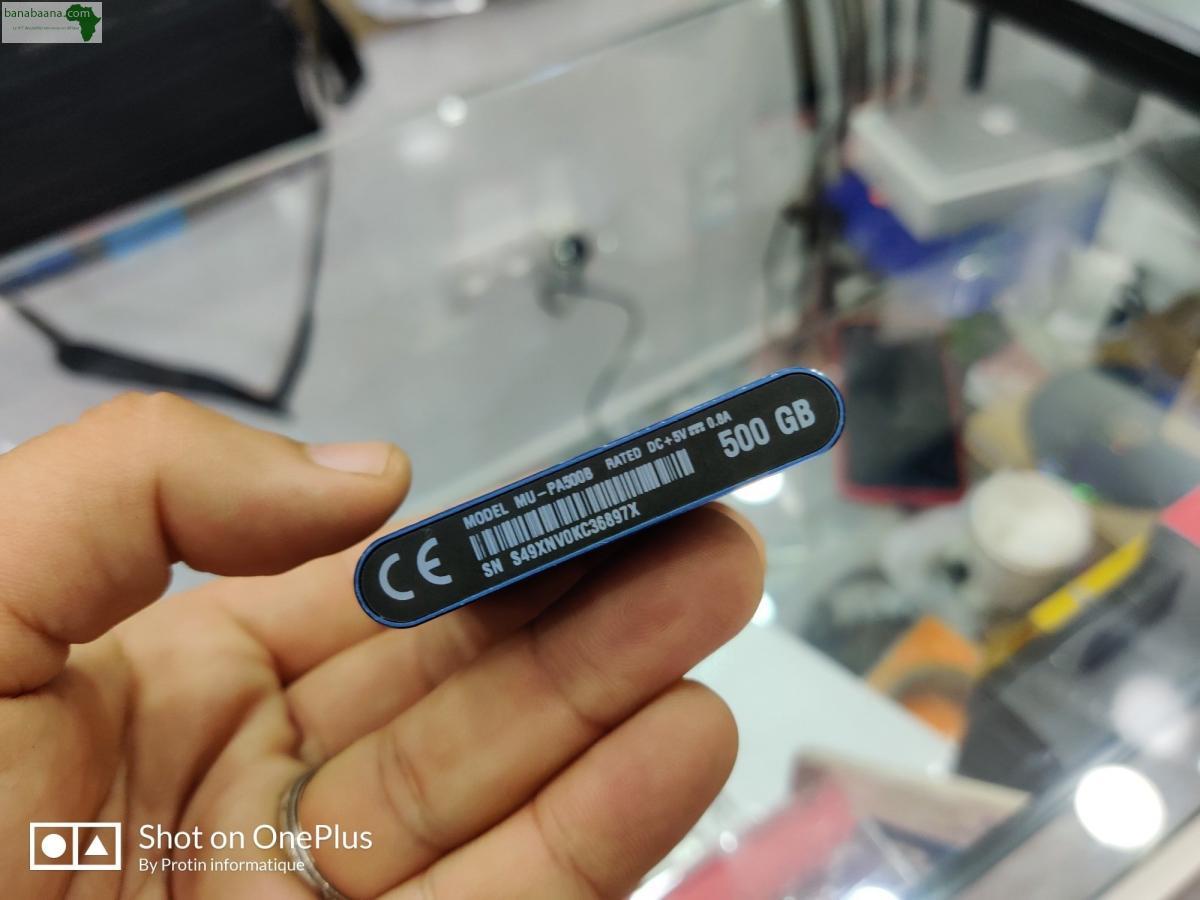 banabaana.com
MODEL MU-PA500B RATED DC+5V⎓0.8A
500 GB
CE
SN S49XNV0KC36897X
Shot on OnePlus
By Protin informatique